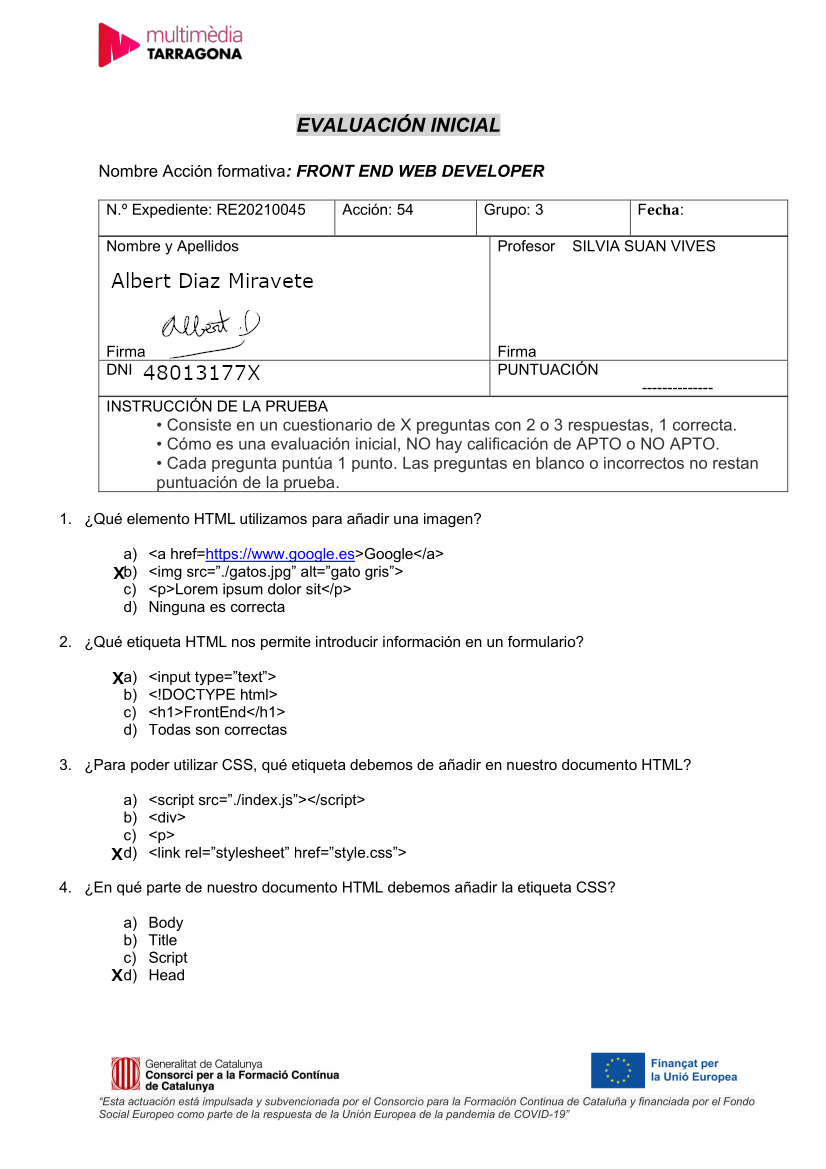 multimèdia
TARRAGONA
EVALUACIÓN INICIAL
Nombre Acción formativa: FRONT END WEB DEVELOPER
N.º Expediente: RE20210045 Acción: 54 Grupo: 3 Fecha:
Nombre y Apellidos Profesor SILVIA SUAN VIVES
Albert Diaz Miravete
Albert D
Firma Firma
DNI 48013177X PUNTUACIÓN
--------------
INSTRUCCIÓN DE LA PRUEBA
• Consiste en un cuestionario de X preguntas con 2 o 3 respuestas, 1 correcta.
• Cómo es una evaluación inicial, NO hay calificación de APTO o NO APTO.
• Cada pregunta puntúa 1 punto. Las preguntas en blanco o incorrectos no restan
puntuación de la prueba.
1. ¿Qué elemento HTML utilizamos para añadir una imagen?
a) <a href=https://www.google.es>Google</a>
X b) <img src=”./gatos.jpg” alt=”gato gris”>
c) <p>Lorem ipsum dolor sit</p>
d) Ninguna es correcta
2. ¿Qué etiqueta HTML nos permite introducir información en un formulario?
X a) <input type=”text”>
b) <!DOCTYPE html>
c) <h1>FrontEnd</h1>
d) Todas son correctas
3. ¿Para poder utilizar CSS, qué etiqueta debemos de añadir en nuestro documento HTML?
a) <script src=”./index.js”></script>
b) <div>
c) <p>
X d) <link rel=”stylesheet” href=”style.css”>
4. ¿En qué parte de nuestro documento HTML debemos añadir la etiqueta CSS?
a) Body
b) Title
c) Script
X d) Head
Generalitat de Catalunya
Consorci per a la Formació Contínua
de Catalunya
Finançat per
la Unió Europea
“Esta actuación está impulsada y subvencionada por el Consorcio para la Formación Continua de Cataluña y financiada por el Fondo
Social Europeo como parte de la respuesta de la Unión Europea de la pandemia de COVID-19”